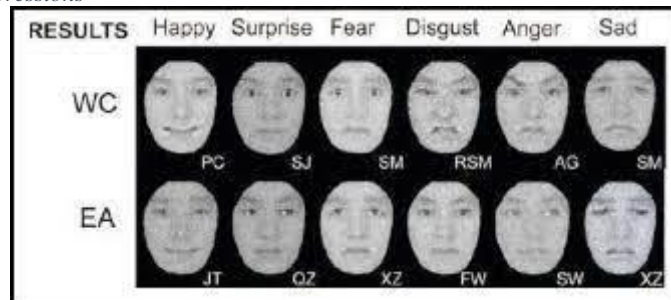 RESULTS Happy Surprise Fear Disgust Anger Sad
WC
PC SJ SM RSM AG SM
EA
JT QZ XZ FW SW XZ